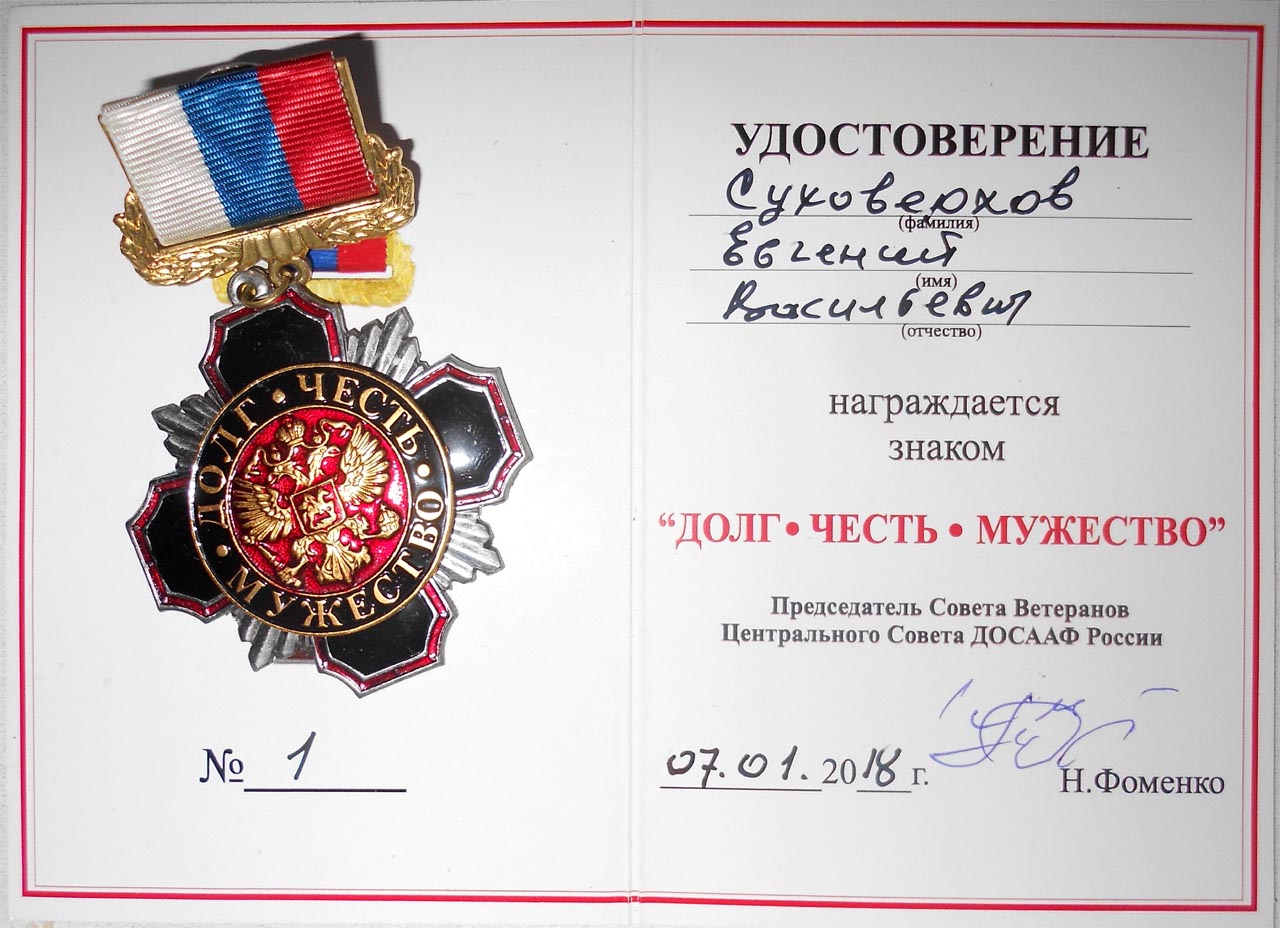 ДОЛГ • ЧЕСТЬ •
МУЖЕСТВО •
№ 1
УДОСТОВЕРЕНИЕ
Суховерхов
(фамилия)
Евгений
(имя)
Васильевич
(отчество)
награждается
знаком
“ДОЛГ • ЧЕСТЬ • МУЖЕСТВО”
Председатель Совета Ветеранов
Центрального Совета ДОСААФ России
07.01.2018г.
Н.Фоменко